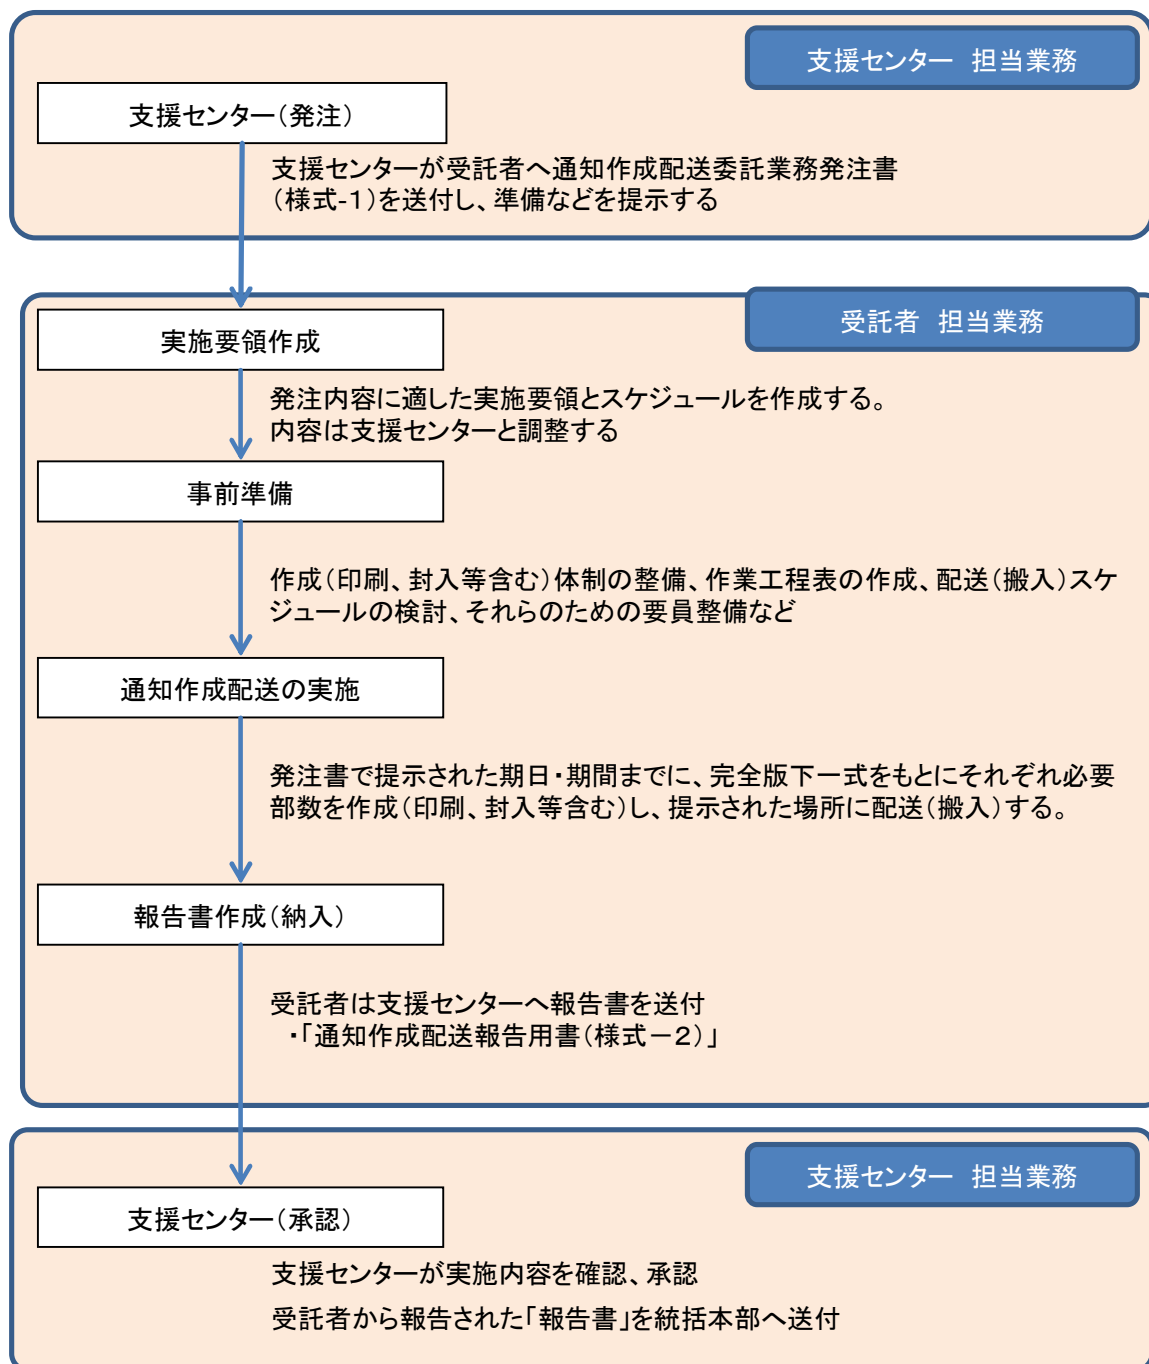 支援センター 担当業務
支援センター（発注）
支援センターが受託者へ通知作成配送委託業務発注書
（様式-１）を送付し、準備などを提示する
受託者 担当業務
実施要領作成
発注内容に適した実施要領とスケジュールを作成する。
内容は支援センターと調整する
事前準備
作成（印刷、封入等含む）体制の整備、作業工程表の作成、配送（搬入）スケ
ジュールの検討、それらのための要員整備など
通知作成配送の実施
発注書で提示された期日・期間までに、完全版下一式をもとにそれぞれ必要
部数を作成（印刷、封入等含む）し、提示された場所に配送（搬入）する。
報告書作成（納入）
受託者は支援センターへ報告書を送付
・「通知作成配送報告用書（様式－２）」
支援センター 担当業務
支援センター（承認）
支援センターが実施内容を確認、承認
受託者から報告された「報告書」を統括本部へ送付